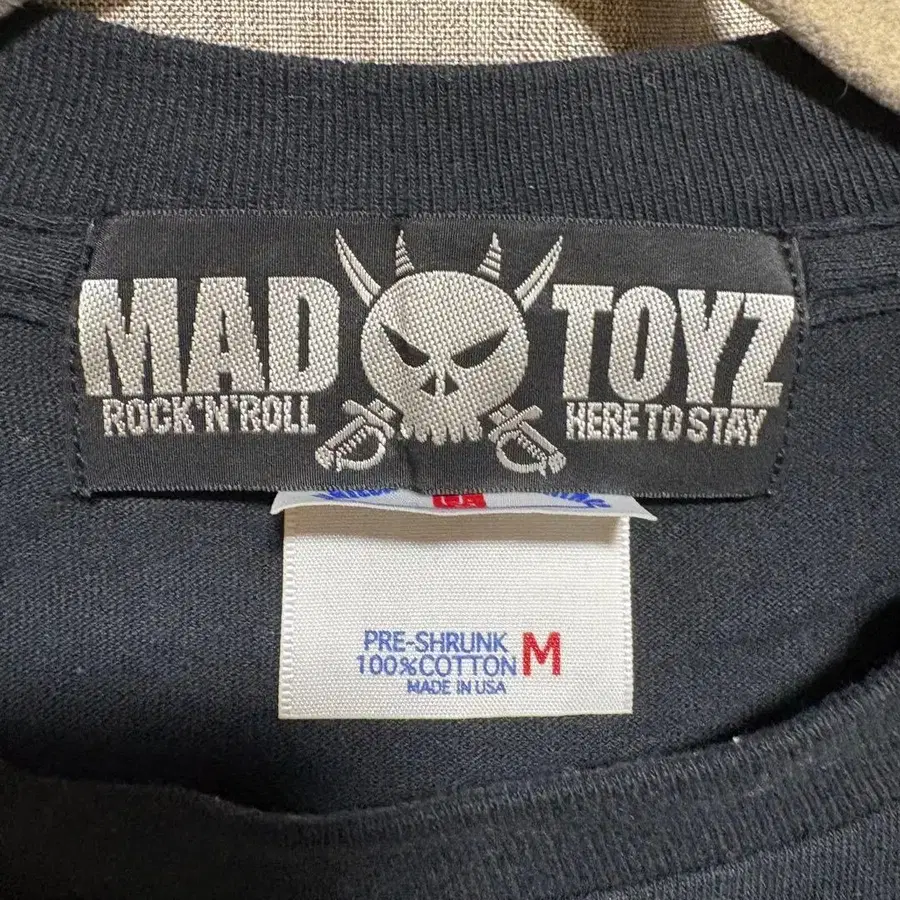 MAD TOYZ
ROCK'N'ROLL HERE TO STAY
PRE-SHRUNK
100% COTTON M
MADE IN USA